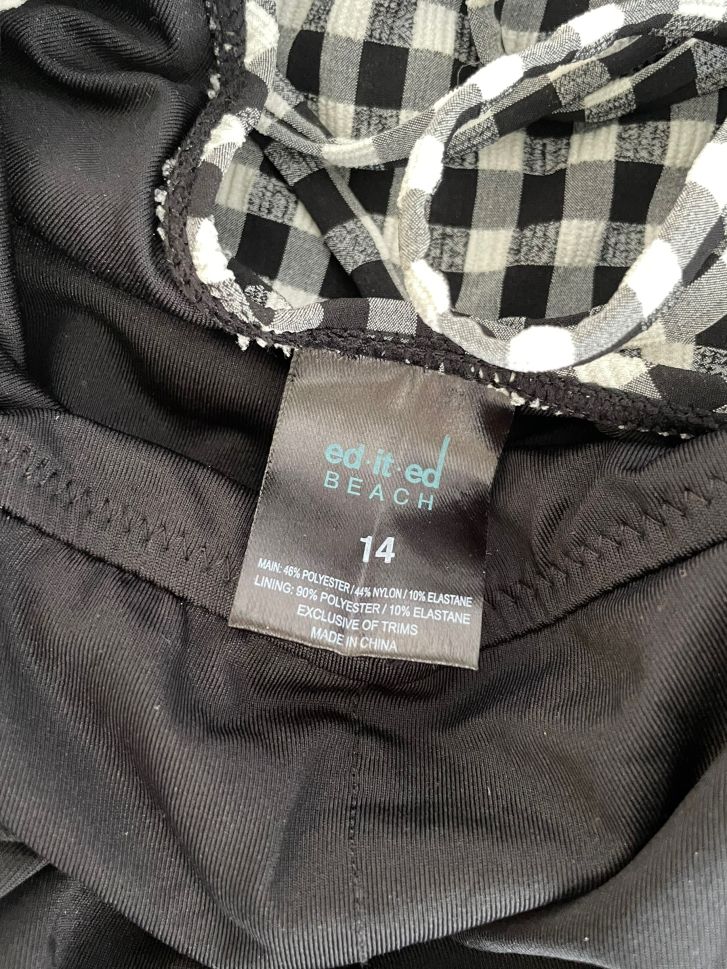 ed·it·ed
BEACH
14
MAIN: 46% POLYESTER / 44% NYLON / 10% ELASTANE
LINING: 90% POLYESTER / 10% ELASTANE
EXCLUSIVE OF TRIMS
MADE IN CHINA